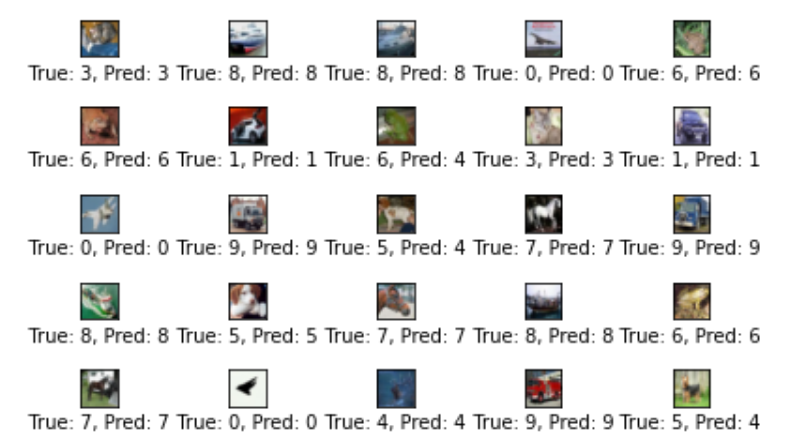 True: 3, Pred: 3 True: 8, Pred: 8 True: 8, Pred: 8 True: 0, Pred: 0 True: 6, Pred: 6
True: 6, Pred: 6 True: 1, Pred: 1 True: 6, Pred: 4 True: 3, Pred: 3 True: 1, Pred: 1
True: 0, Pred: 0 True: 9, Pred: 9 True: 5, Pred: 4 True: 7, Pred: 7 True: 9, Pred: 9
True: 8, Pred: 8 True: 5, Pred: 5 True: 7, Pred: 7 True: 8, Pred: 8 True: 6, Pred: 6
True: 7, Pred: 7 True: 0, Pred: 0 True: 4, Pred: 4 True: 9, Pred: 9 True: 5, Pred: 4